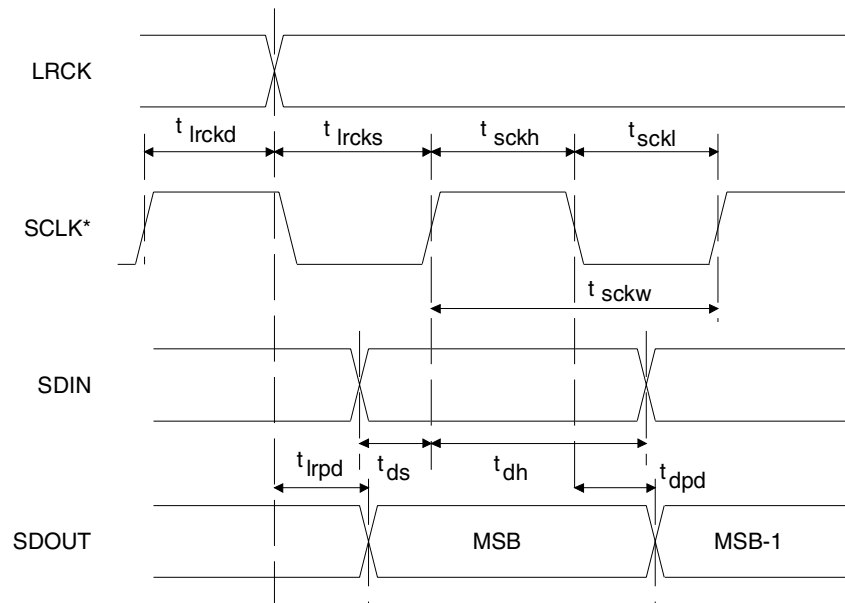 LRCK
t lrckd
t lrcks
t sckh
t sckl
SCLK*
t sckw
SDIN
t lrpd
t ds
t dh
t dpd
SDOUT
MSB
MSB-1